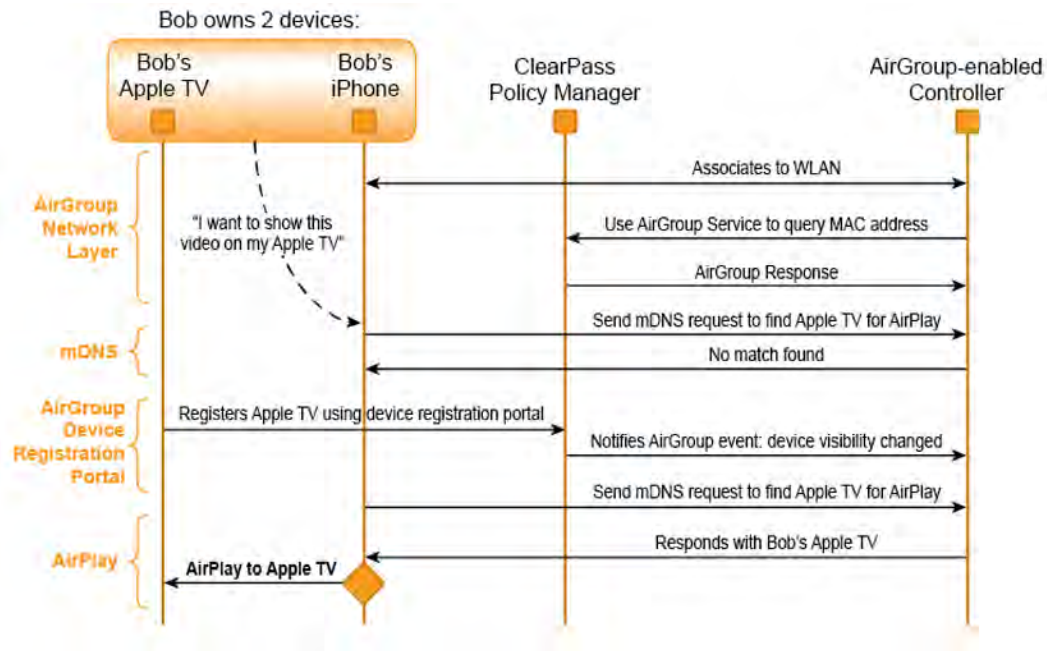 Bob owns 2 devices:
Bob's
Apple TV
Bob's
iPhone
ClearPass
Policy Manager
AirGroup-enabled
Controller
AirGroup
Network
Layer
Associates to WLAN
"I want to show this
video on my Apple TV"
Use AirGroup Service to query MAC address
AirGroup Response
mDNS
Send mDNS request to find Apple TV for AirPlay
No match found
AirGroup
Device
Registration
Portal
Registers Apple TV using device registration portal
Notifies AirGroup event: device visibility changed
Send mDNS request to find Apple TV for AirPlay
AirPlay
Responds with Bob's Apple TV
AirPlay to Apple TV